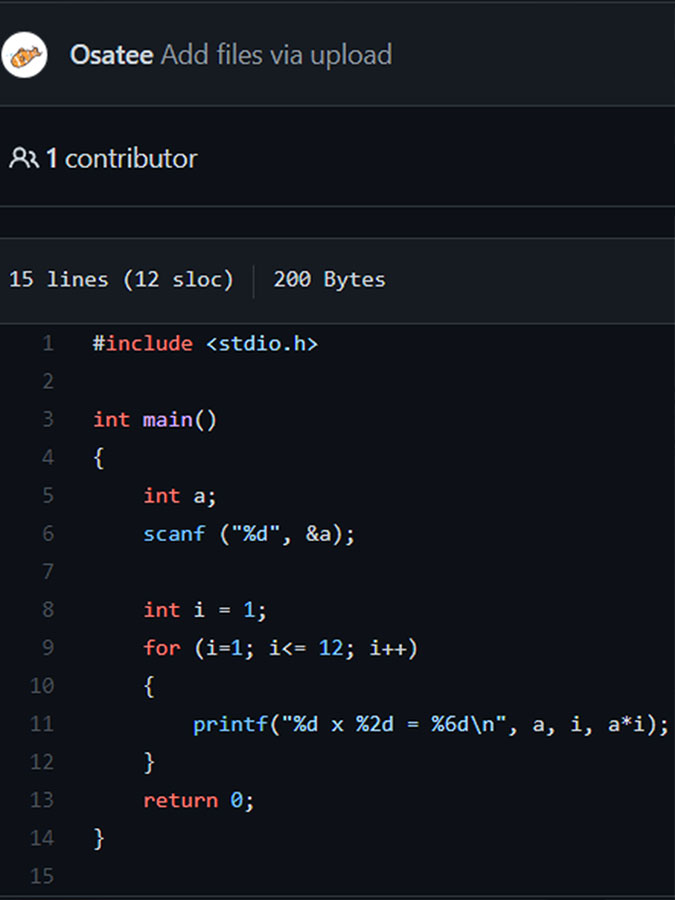 Osatee Add files via upload
1 contributor
15 lines (12 sloc) 200 Bytes
1 #include <stdio.h>
2
3 int main()
4 {
5     int a;
6     scanf ("%d", &a);
7
8     int i = 1;
9     for (i=1; i<= 12; i++)
10     {
11         printf("%d x %2d = %6d\n", a, i, a*i);
12     }
13     return 0;
14 }
15